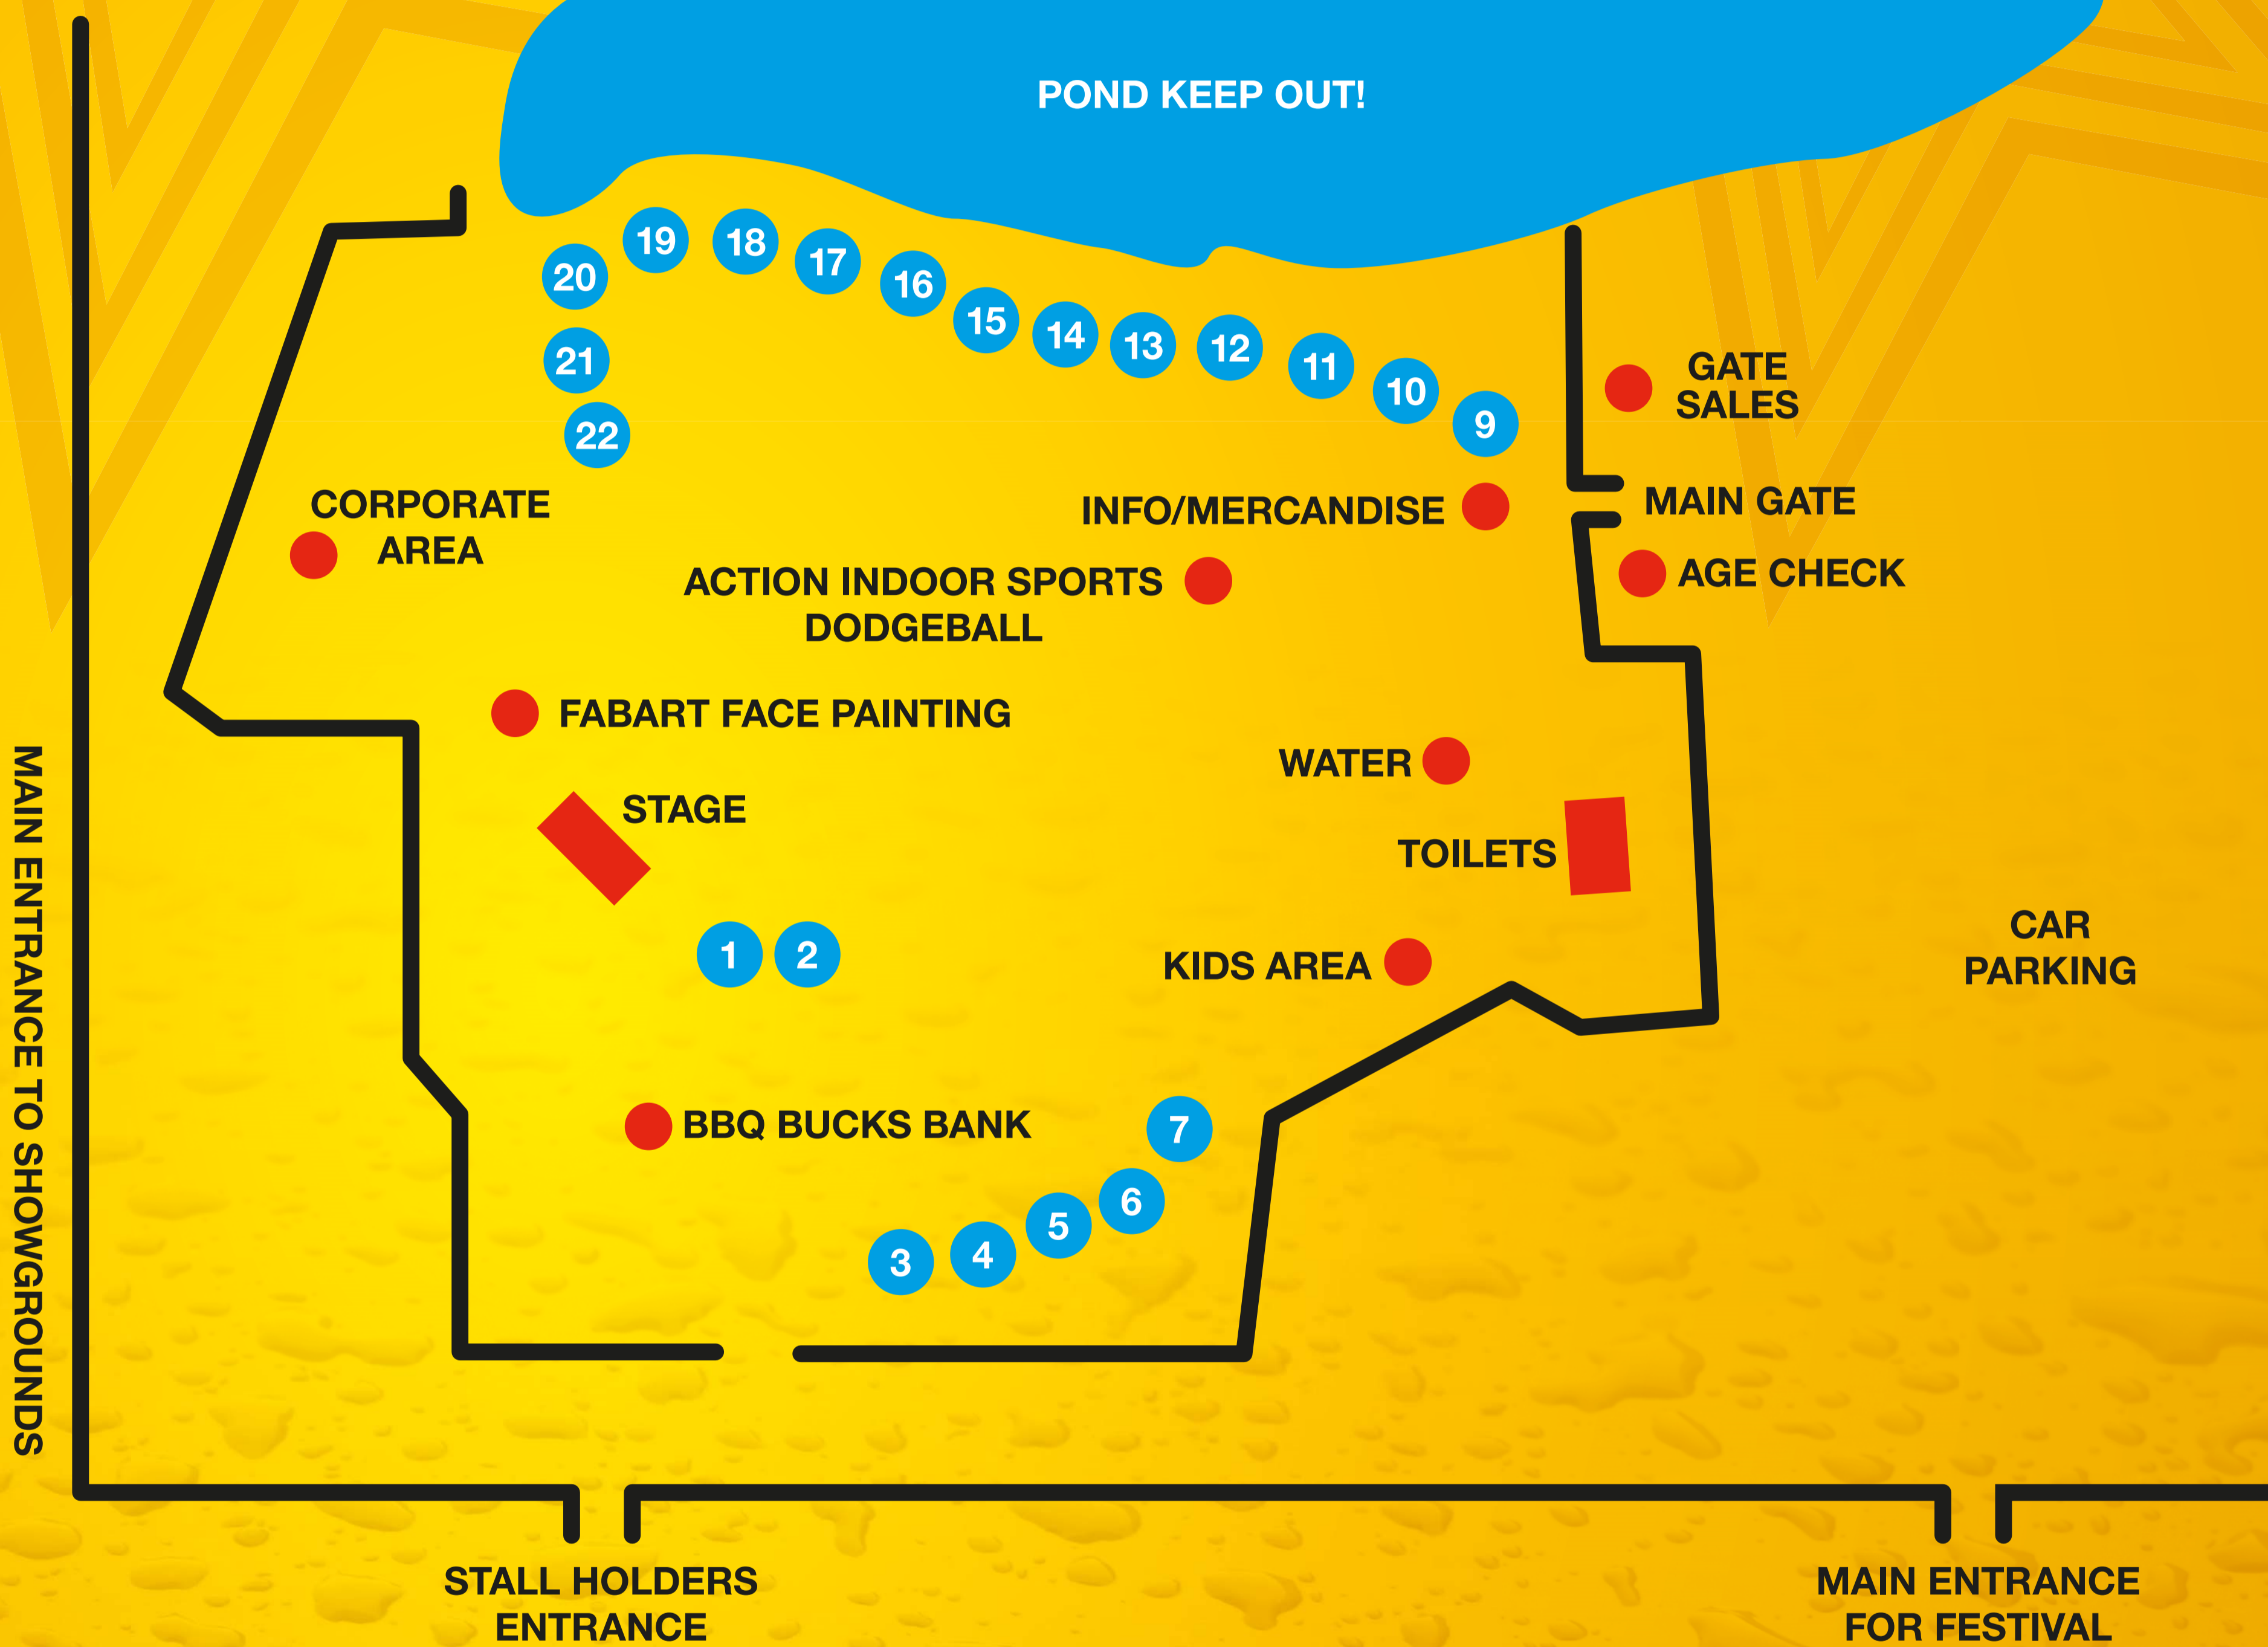 POND KEEP OUT!
19
18
17
16
20
15
14
13
12
11
10
9
21
22
GATE
SALES
CORPORATE
AREA
INFO/MERCANDISE
MAIN GATE
ACTION INDOOR SPORTS
DODGEBALL
AGE CHECK
FABART FACE PAINTING
STAGE
WATER
TOILETS
1
2
KIDS AREA
CAR
PARKING
BBQ BUCKS BANK
7
6
5
4
3
MAIN ENTRANCE TO SHOWGROUNDS
STALL HOLDERS
ENTRANCE
MAIN ENTRANCE
FOR FESTIVAL